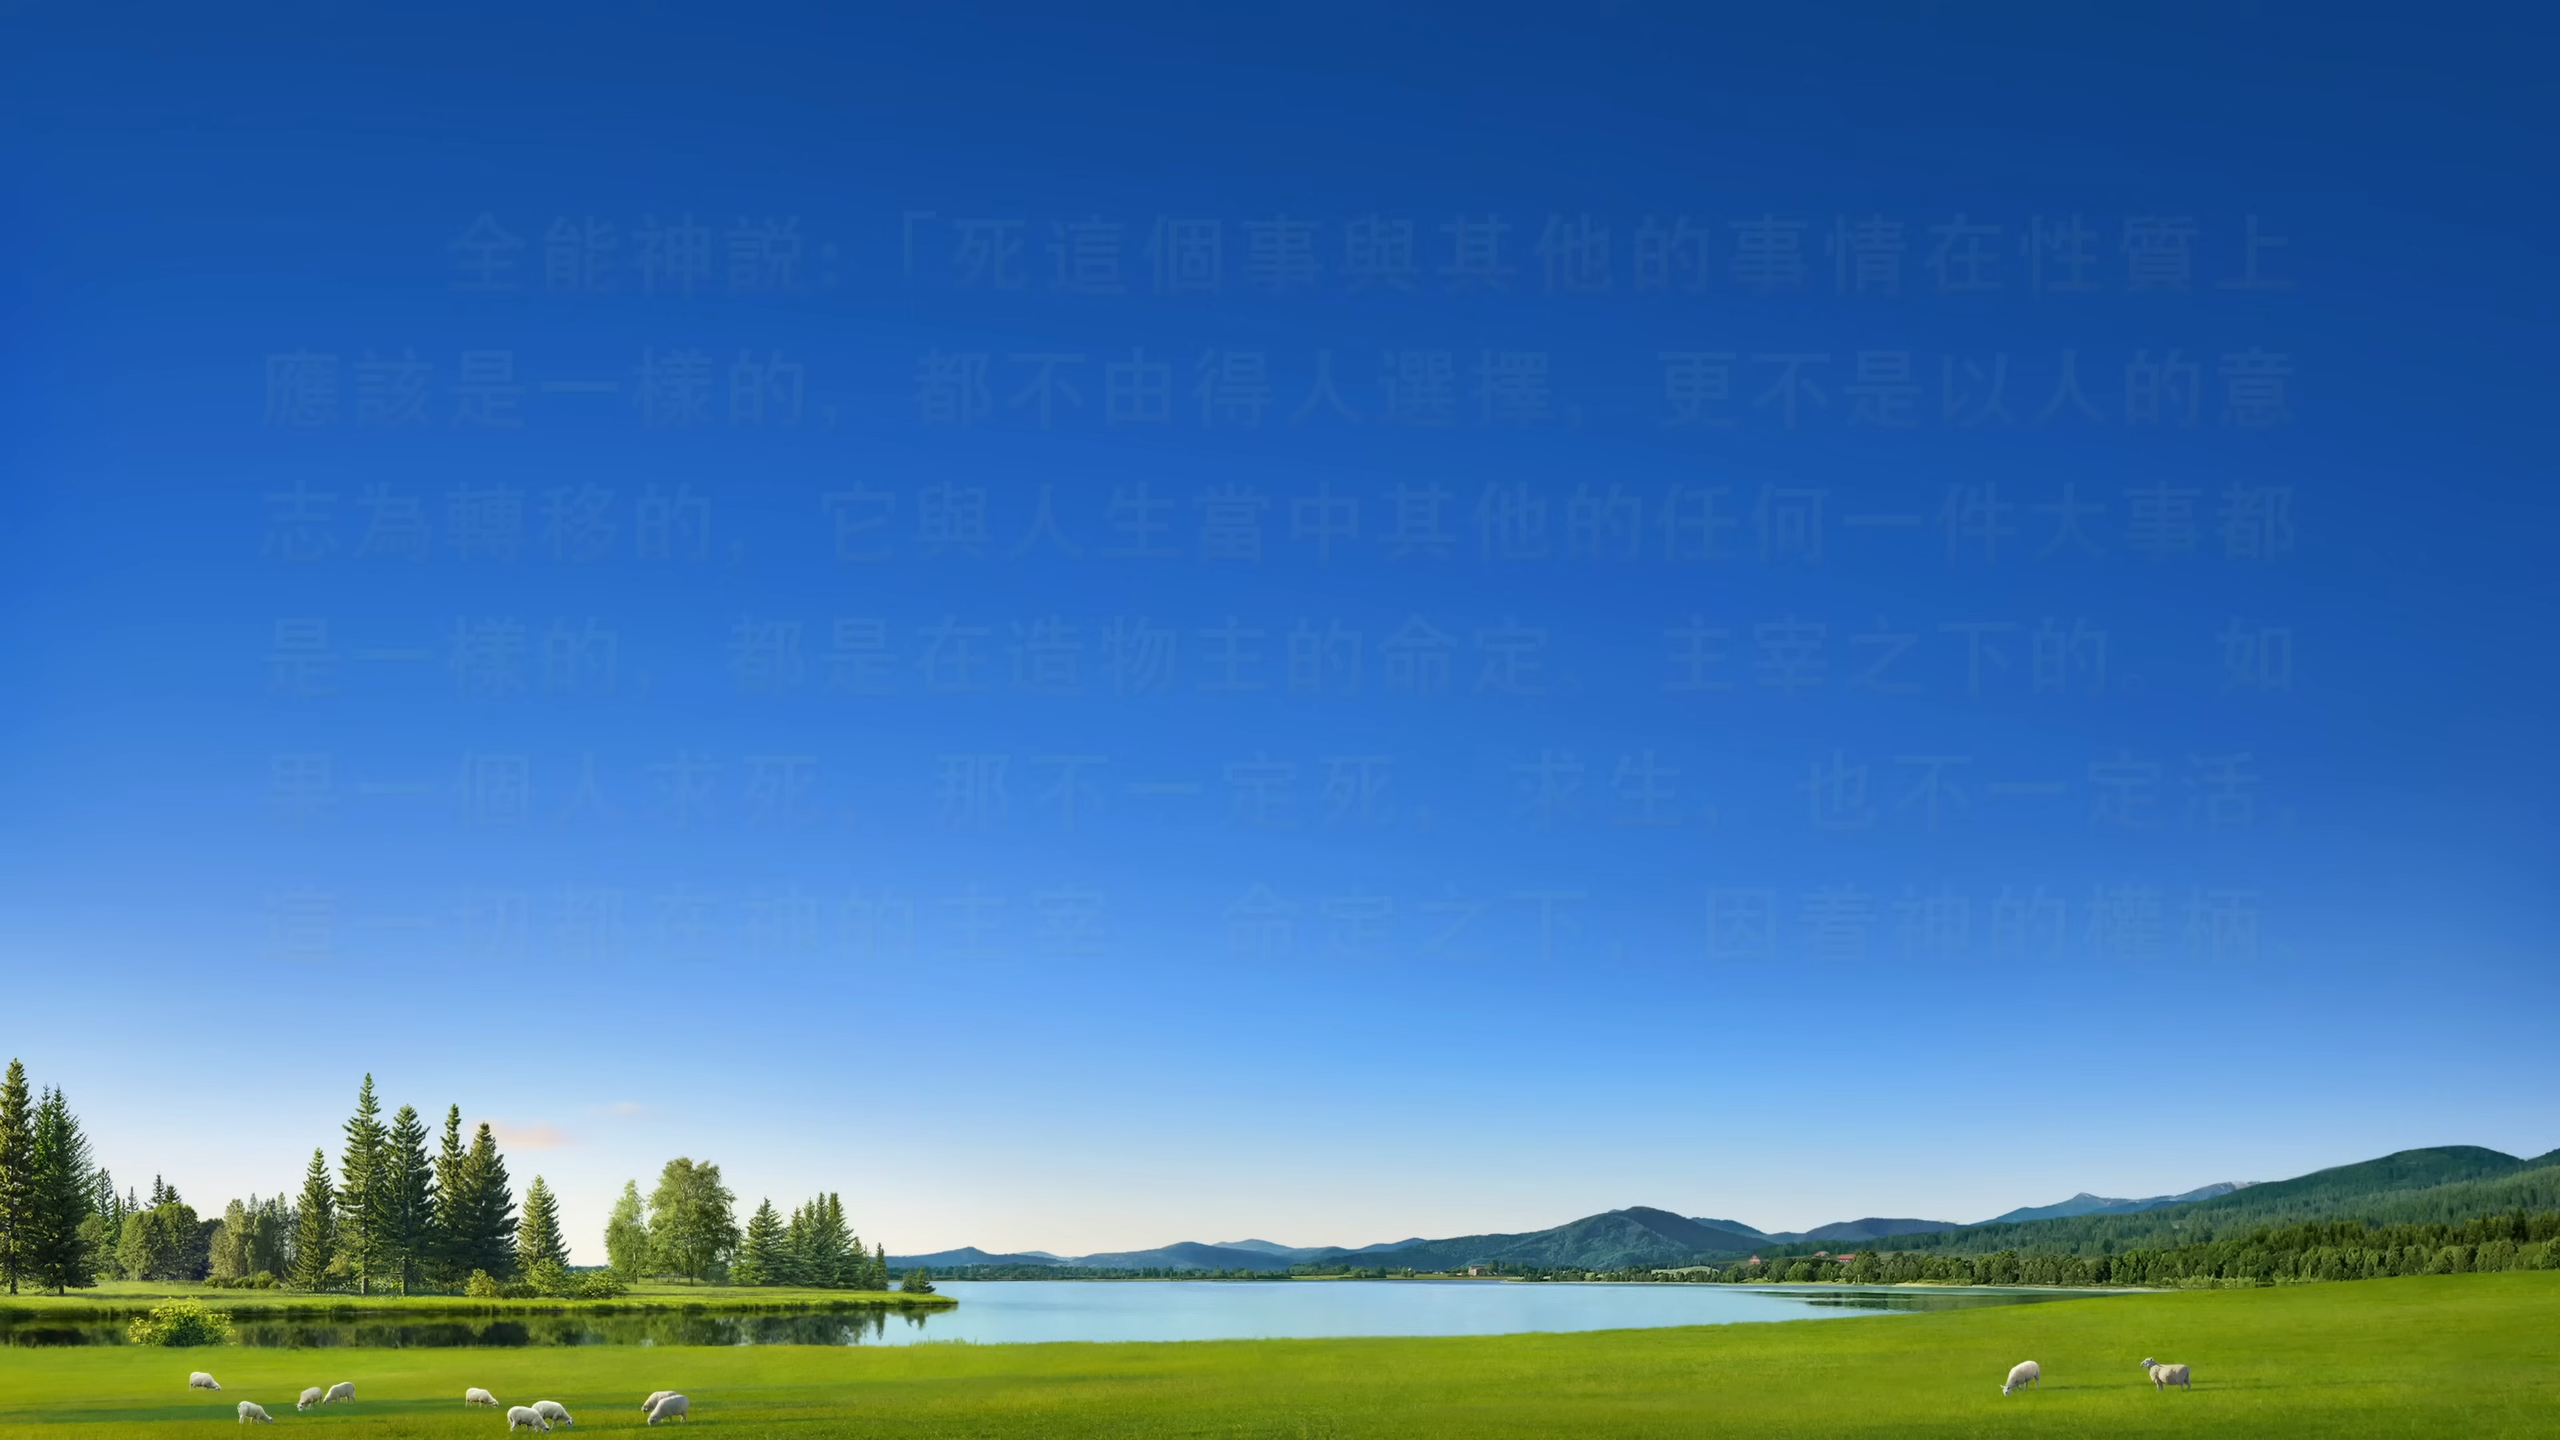 全能神説：「死這個事與其他的事情在性質上
應該是一樣的，都不由得人選擇，更不是以人的意
志為轉移的，它與人生當中其他的任何一件大事都
是一樣的，都是在造物主的命定、主宰之下的。如
果一個人求死，那不一定死，求生，也不一定活，
這一切都在神的主宰、命定之下，因着神的權柄、